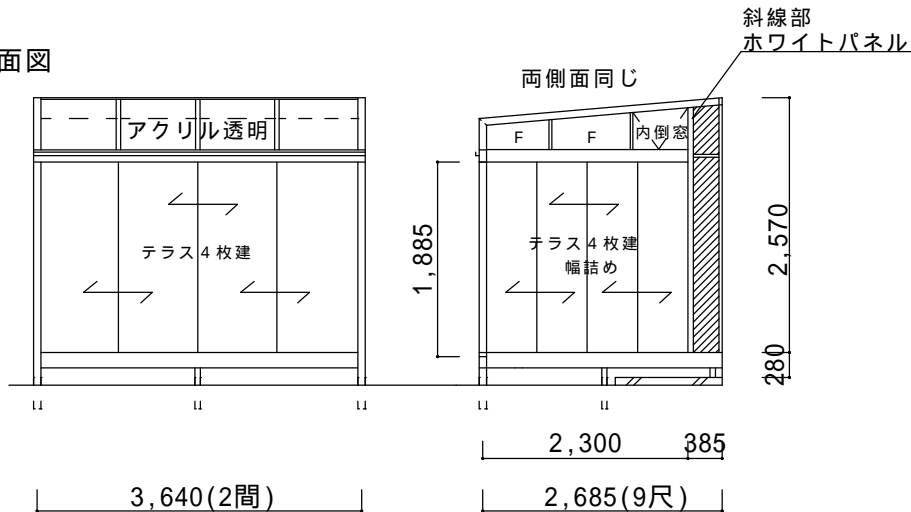 面図
斜線部
ホワイトパネル
両側面同じ
アクリル透明
F
F
内倒窓
テラス4枚建
テラス4枚建
幅詰め
1,885
2,570
280
2,300
385
3,640(2間)
2,685(9尺)